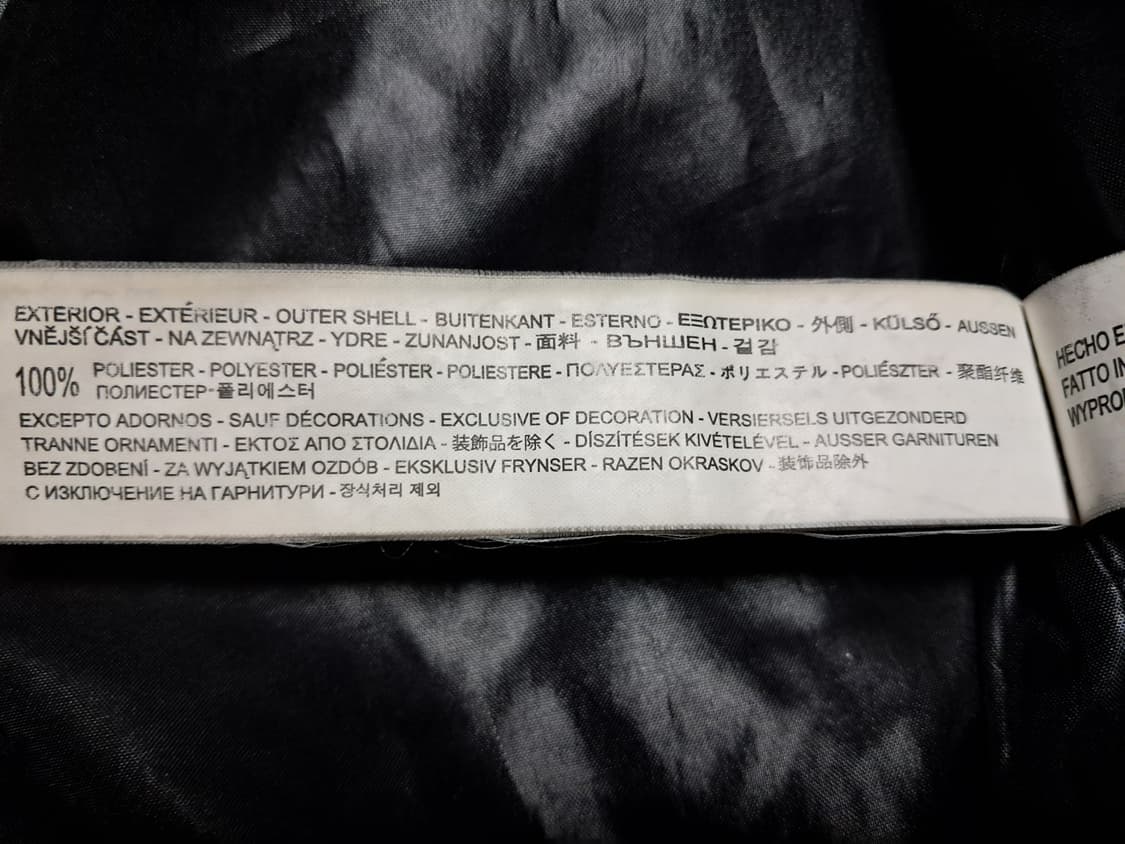 EXTERIOR - EXTÉRIEUR - OUTER SHELL - BUITENKANT - ESTERNO - ΕΞΩΤΕΡΙΚΟ - 外側 - KÜLSŐ - AUSSEN
VNĚJŠÍ ČÁST - NA ZEWNĄTRZ - YDRE - ZUNANJOST - 面料 - ВЪНШЕН - 겉감
100% POLIESTER - POLYESTER - POLIÉSTER - POLIESTERE - ΠΟΛΥΕΣΤΕΡΑΣ - ポリエステル - POLIÉSZTER - 聚酯纤维
ПОЛИЕСТЕР - 폴리에스터
EXCEPTO ADORNOS - SAUF DÉCORATIONS - EXCLUSIVE OF DECORATION - VERSIERSELS UITGEZONDERD
TRANNE ORNAMENTI - ΕΚΤΟΣ ΑΠΟ ΣΤΟΛΙΔΙΑ - 装飾品を除く - DÍSZÍTÉSEK KIVÉTELÉVEL - AUSSER GARNITUREN
BEZ ZDOBENÍ - ZA WYJĄTKIEM OZDÓB - EKSKLUSIV FRYNSER - RAZEN OKRASKOV - 装饰品除外
С ИЗКЛЮЧЕНИЕ НА ГАРНИТУРИ - 장식처리 제외
HECHO
FATTO